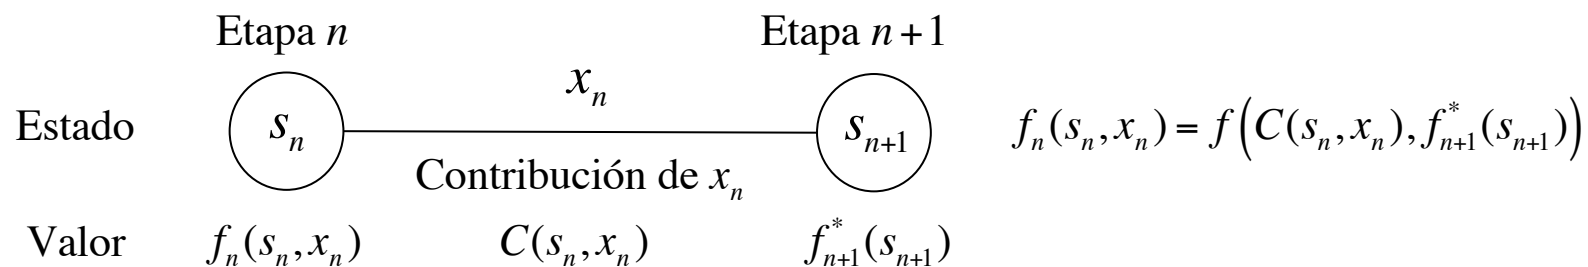 Etapa n Etapa n+1
x_n
Estado s_n s_{n+1} f_n(s_n,x_n) = f(C(s_n,x_n),f*_{n+1}(s_{n+1}))
Contribución de x_n
Valor f_n(s_n,x_n) C(s_n,x_n) f*_{n+1}(s_{n+1})